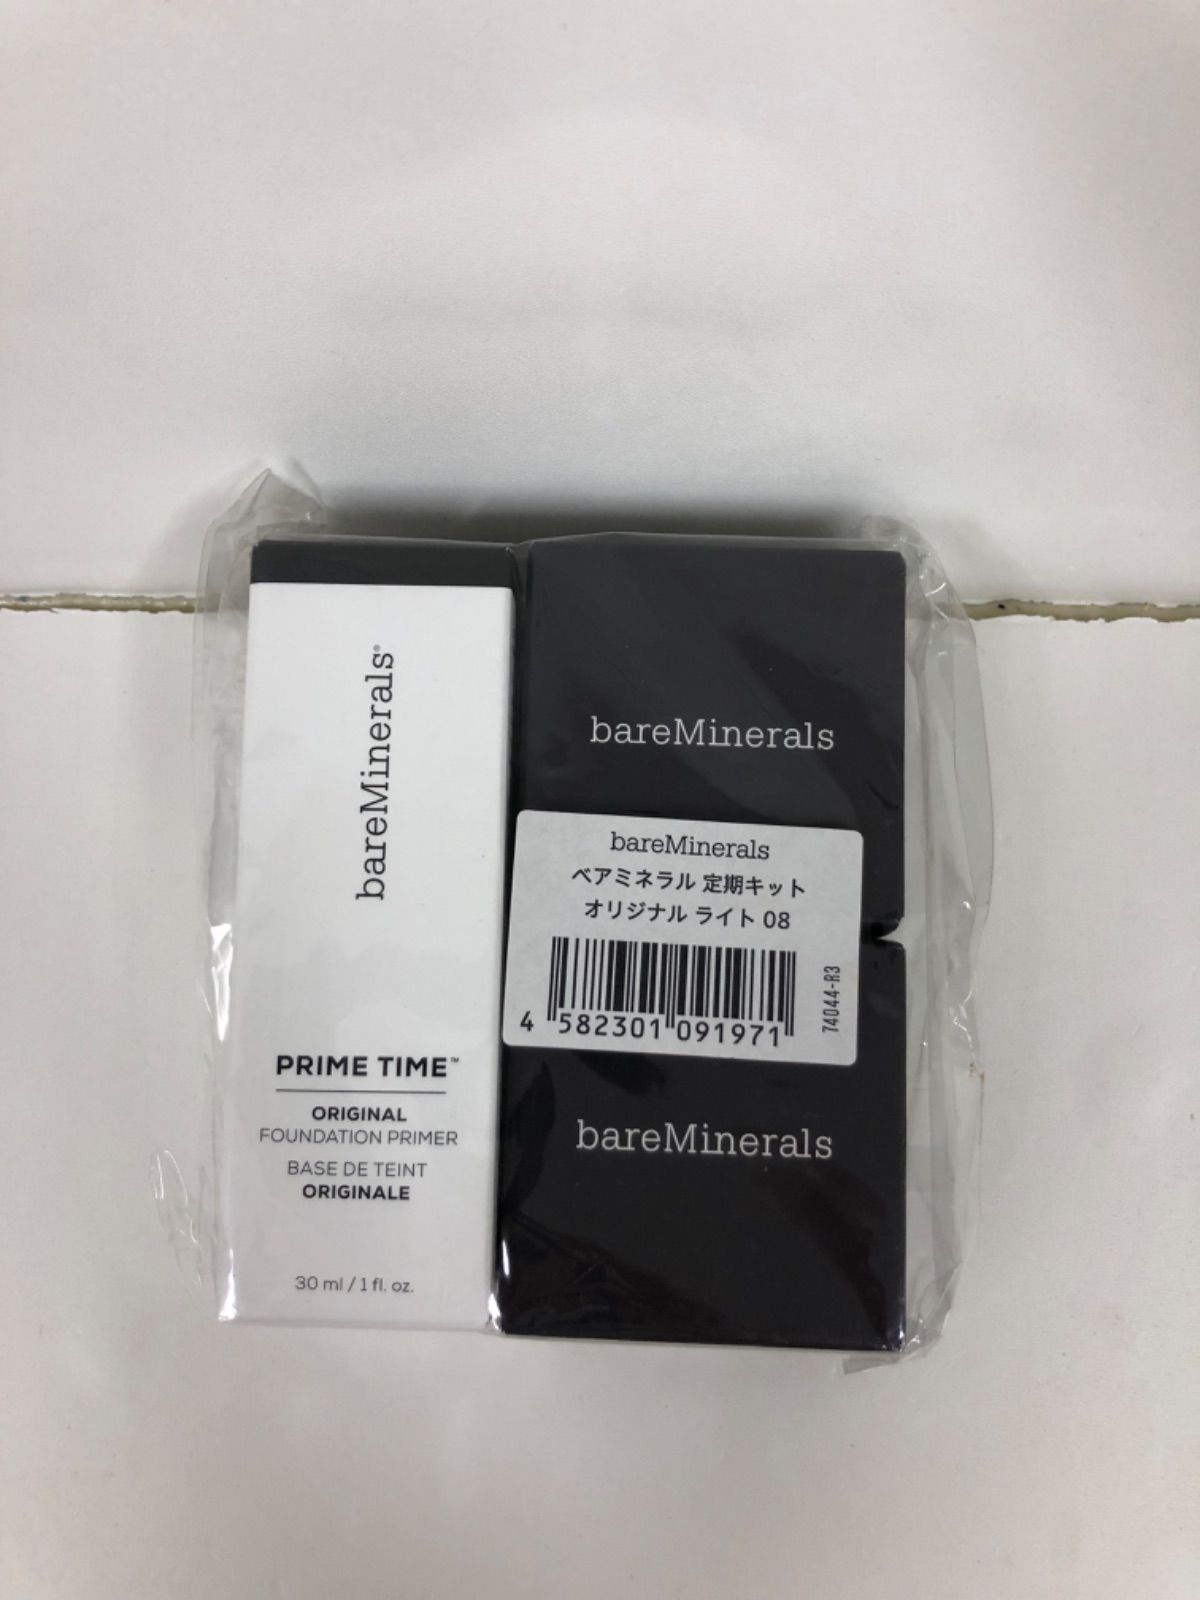 bareMinerals®
PRIME TIME™
ORIGINAL
FOUNDATION PRIMER
BASE DE TEINT
ORIGINALE
30 ml / 1 fl. oz.
bareMinerals
bareMinerals
ベアミネラル 定期キット
オリジナル ライト 08
4 582301 091971
74044-R3
bareMinerals